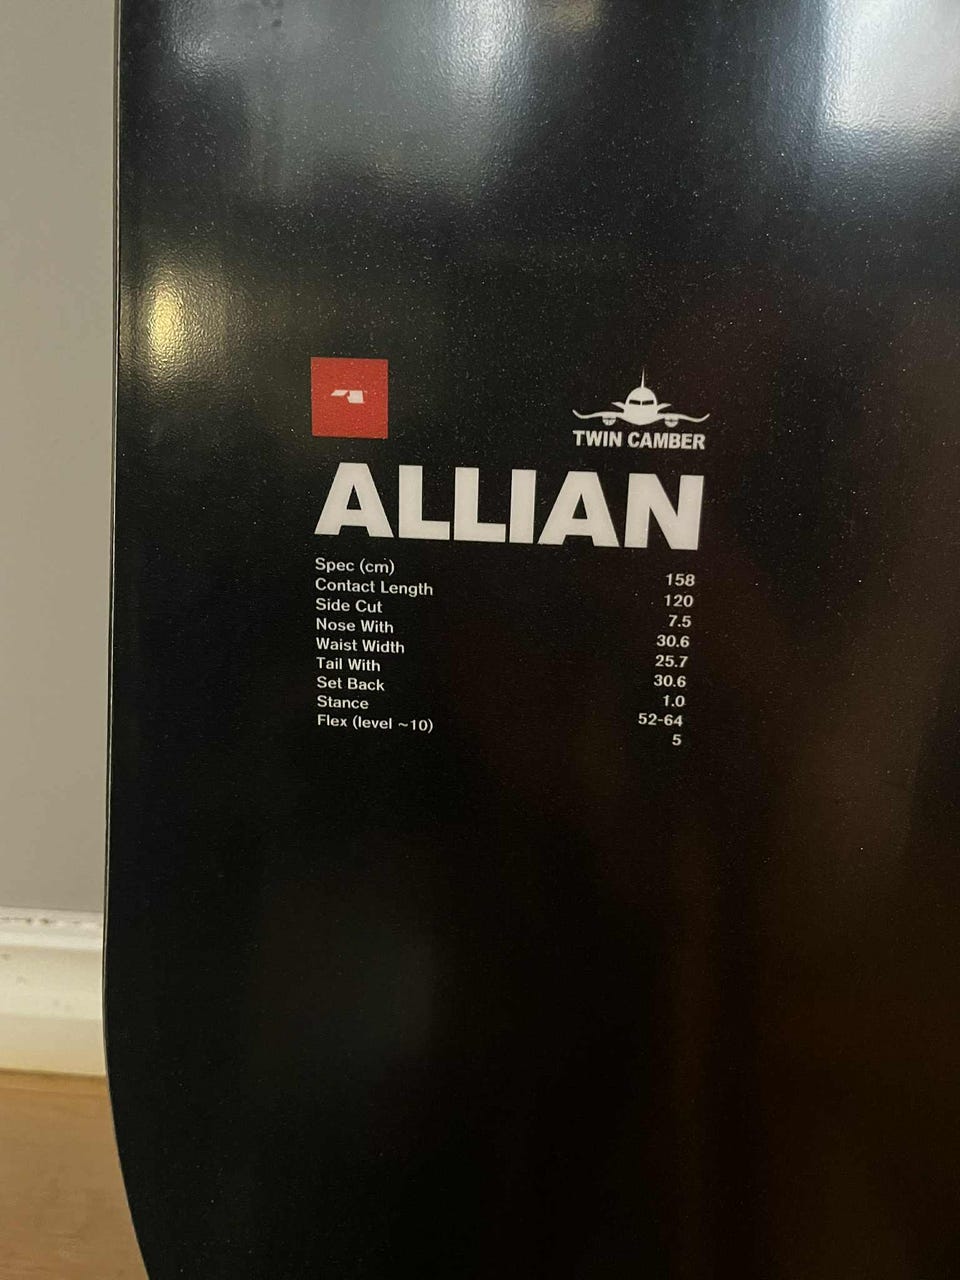 TWIN CAMBER
ALLIAN
Spec (cm) 158
Contact Length 120
Side Cut 7.5
Nose With 30.6
Waist Width 25.7
Tail With 30.6
Set Back 1.0
Stance 52-64
Flex (level ~10) 5